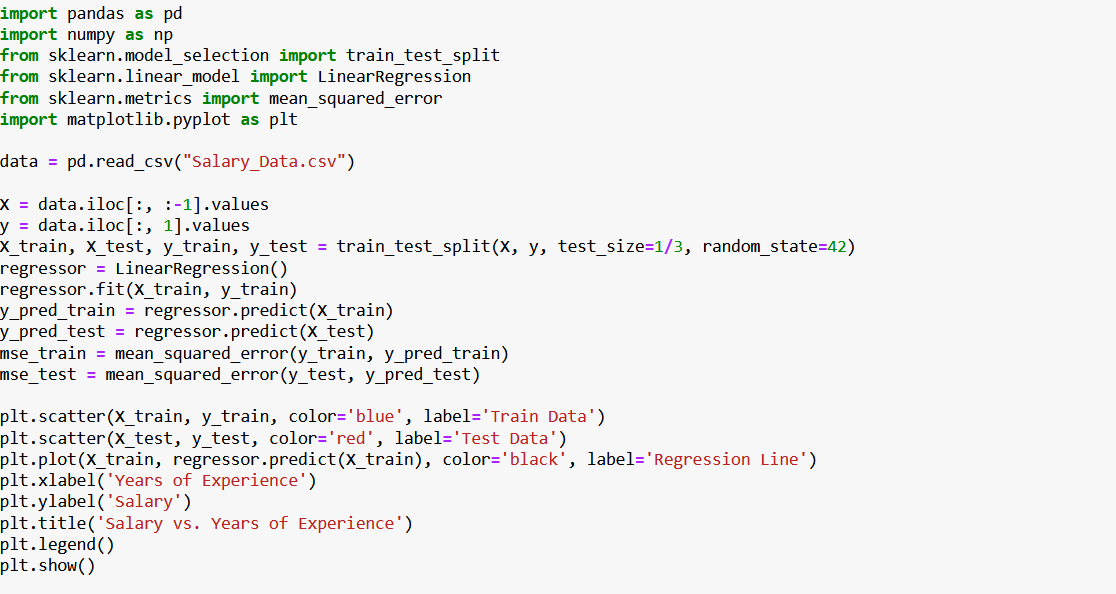 import pandas as pd
import numpy as np
from sklearn.model_selection import train_test_split
from sklearn.linear_model import LinearRegression
from sklearn.metrics import mean_squared_error
import matplotlib.pyplot as plt

data = pd.read_csv("Salary_Data.csv")

X = data.iloc[:, :-1].values
y = data.iloc[:, 1].values
X_train, X_test, y_train, y_test = train_test_split(X, y, test_size=1/3, random_state=42)
regressor = LinearRegression()
regressor.fit(X_train, y_train)
y_pred_train = regressor.predict(X_train)
y_pred_test = regressor.predict(X_test)
mse_train = mean_squared_error(y_train, y_pred_train)
mse_test = mean_squared_error(y_test, y_pred_test)

plt.scatter(X_train, y_train, color='blue', label='Train Data')
plt.scatter(X_test, y_test, color='red', label='Test Data')
plt.plot(X_train, regressor.predict(X_train), color='black', label='Regression Line')
plt.xlabel('Years of Experience')
plt.ylabel('Salary')
plt.title('Salary vs. Years of Experience')
plt.legend()
plt.show()